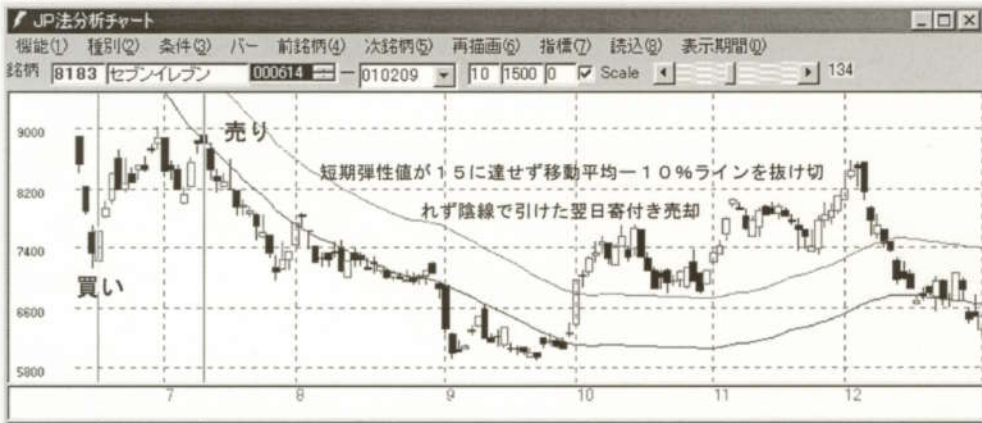 JP法分析チャート
機能(1) 種別(2) 条件(3) バー 前銘柄(4) 次銘柄(5) 再描画(6) 指標(7) 読込(8) 表示期間(0)
銘柄 8183 セブンイレブン 000614 ー 010209 10 1500 0 Scale 134
9000
売り
短期弾性値が15に達せず移動平均ー10%ラインを抜け切
8200
れず陰線で引けた翌日寄付き売却
7400
買い
6600
5800
7 8 9 10 11 12